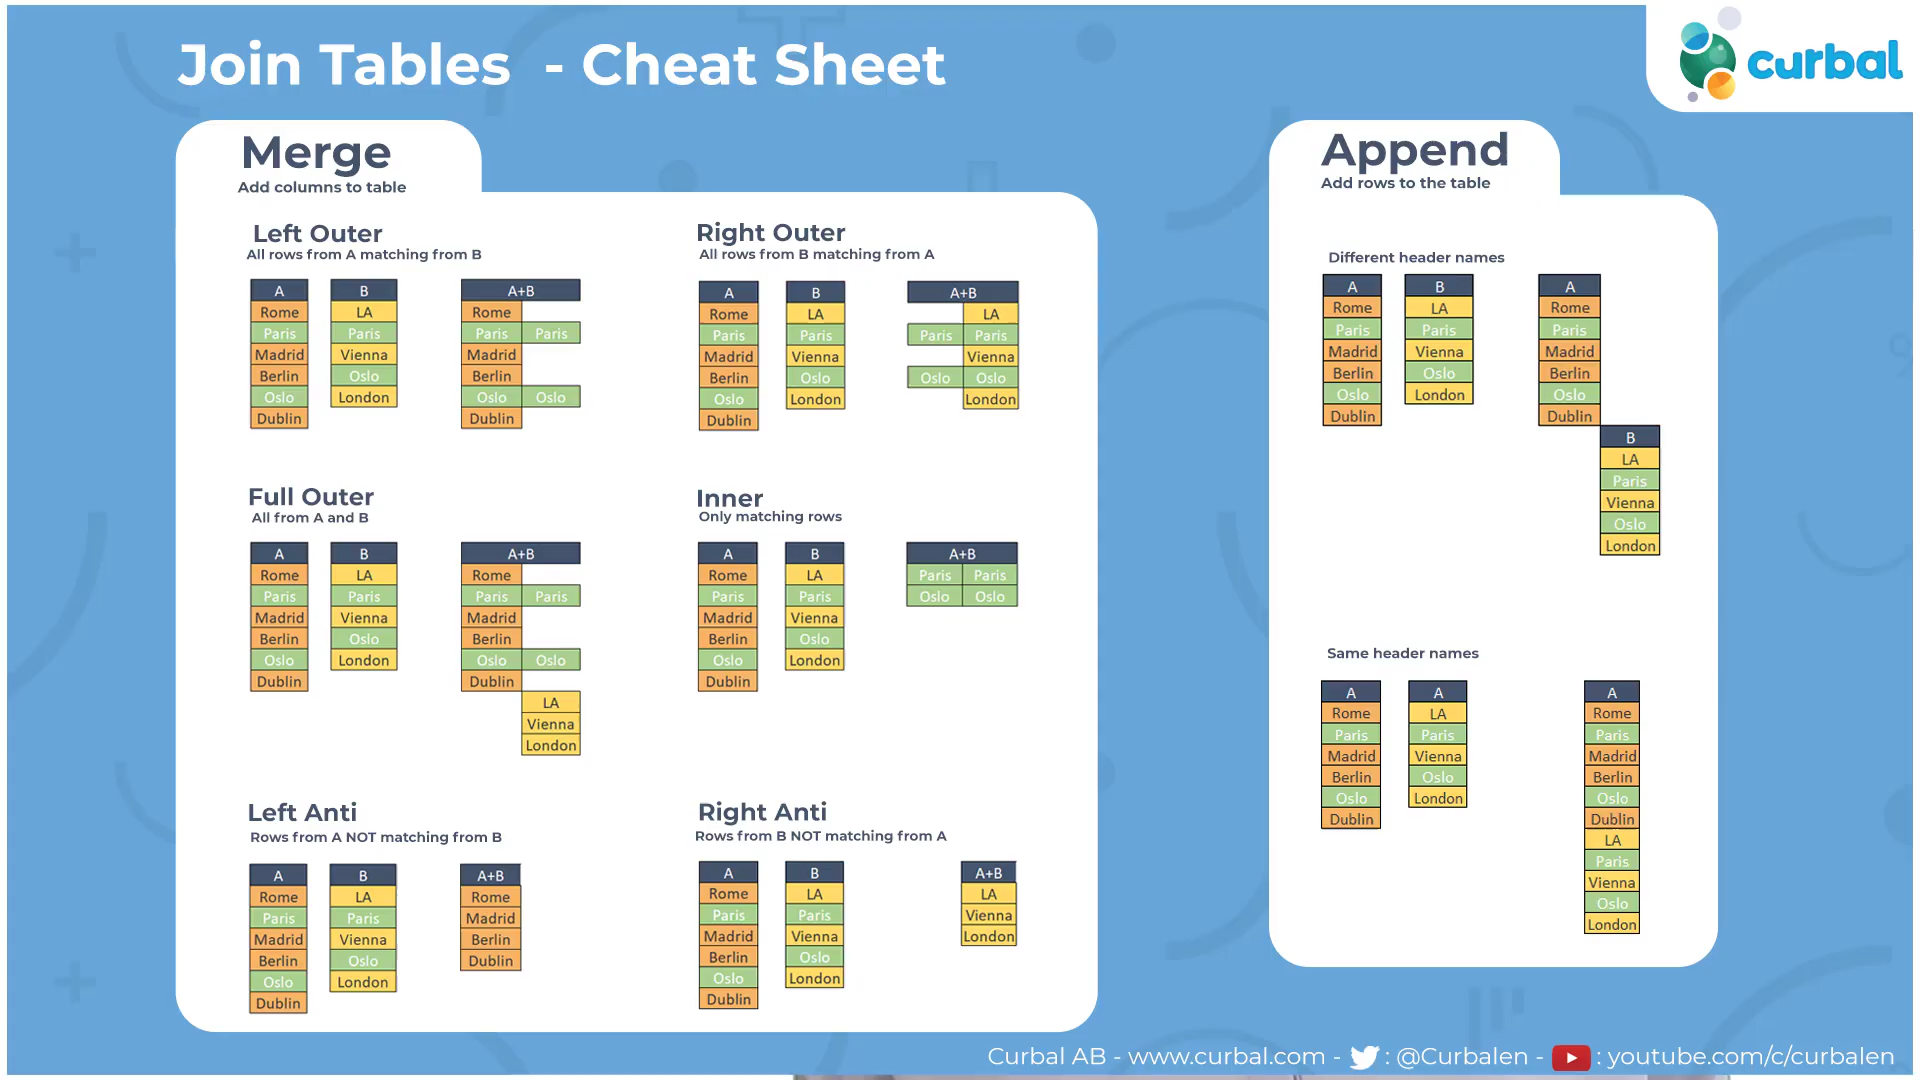 Join Tables - Cheat Sheet
curbal
Merge
Add columns to table
Left Outer
All rows from A matching from B
A B A+B
Rome LA Rome
Paris Paris Paris Paris
Madrid Vienna Madrid
Berlin Oslo Berlin
Oslo London Oslo Oslo
Dublin Dublin
Right Outer
All rows from B matching from A
A B A+B
Rome LA LA
Paris Paris Paris Paris
Madrid Vienna Vienna
Berlin Oslo Oslo Oslo
Oslo London London
Dublin
Full Outer
All from A and B
A B A+B
Rome LA Rome
Paris Paris Paris Paris
Madrid Vienna Madrid
Berlin Oslo Berlin
Oslo London Oslo Oslo
Dublin Dublin
LA
Vienna
London
Inner
Only matching rows
A B A+B
Rome LA Paris Paris
Paris Paris Oslo Oslo
Madrid Vienna
Berlin Oslo
Oslo London
Dublin
Left Anti
Rows from A NOT matching from B
A B A+B
Rome LA Rome
Paris Paris Madrid
Madrid Vienna Berlin
Berlin Oslo Dublin
Oslo London
Dublin
Right Anti
Rows from B NOT matching from A
A B A+B
Rome LA LA
Paris Paris Vienna
Madrid Vienna London
Berlin Oslo
Oslo London
Dublin
Append
Add rows to the table
Different header names
A B A
Rome LA Rome
Paris Paris Paris
Madrid Vienna Madrid
Berlin Oslo Berlin
Oslo London Oslo
Dublin Dublin
B
LA
Paris
Vienna
Oslo
London
Same header names
A A A
Rome LA Rome
Paris Paris Paris
Madrid Vienna Madrid
Berlin Oslo Berlin
Oslo London Oslo
Dublin Dublin
LA
Paris
Vienna
Oslo
London
Curbal AB - www.curbal.com - : @Curbalen - : youtube.com/c/curbalen